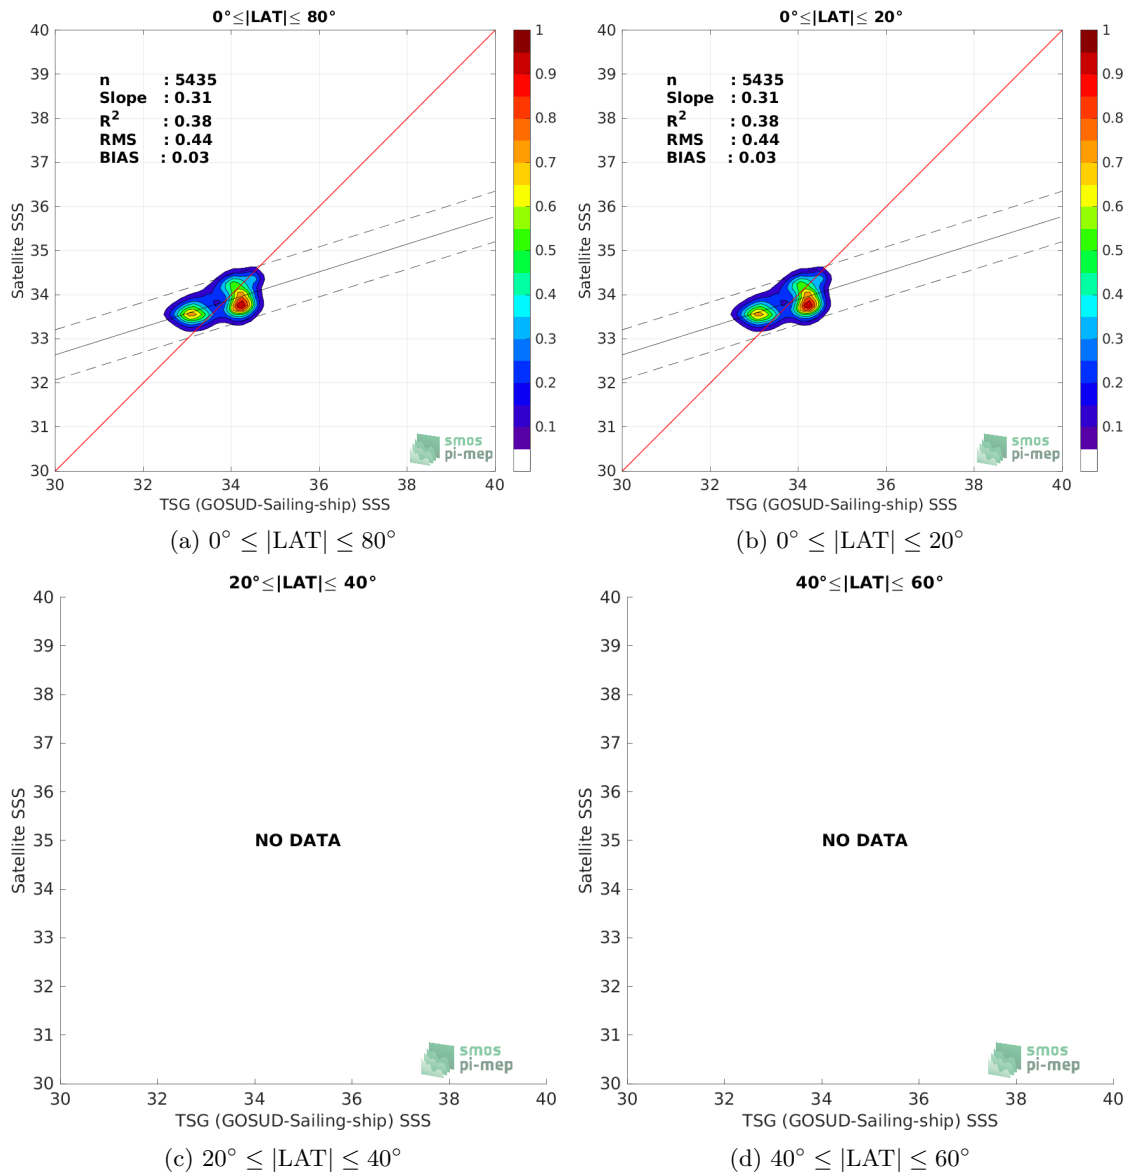 0°≤|LAT|≤ 80°
40
39
38
37
36
35
34
33
32
31
30
Satellite SSS
n : 5435
Slope : 0.31
R² : 0.38
RMS : 0.44
BIAS : 0.03
1
0.9
0.8
0.7
0.6
0.5
0.4
0.3
0.2
0.1
smos
pi-mep
30 32 34 36 38 40
TSG (GOSUD-Sailing-ship) SSS
(a) 0° ≤ |LAT| ≤ 80°
0°≤|LAT|≤ 20°
40
39
38
37
36
35
34
33
32
31
30
Satellite SSS
n : 5435
Slope : 0.31
R² : 0.38
RMS : 0.44
BIAS : 0.03
1
0.9
0.8
0.7
0.6
0.5
0.4
0.3
0.2
0.1
smos
pi-mep
30 32 34 36 38 40
TSG (GOSUD-Sailing-ship) SSS
(b) 0° ≤ |LAT| ≤ 20°
20°≤|LAT|≤ 40°
40
39
38
37
36
35
34
33
32
31
30
Satellite SSS
NO DATA
smos
pi-mep
30 32 34 36 38 40
TSG (GOSUD-Sailing-ship) SSS
(c) 20° ≤ |LAT| ≤ 40°
40°≤|LAT|≤ 60°
40
39
38
37
36
35
34
33
32
31
30
Satellite SSS
NO DATA
smos
pi-mep
30 32 34 36 38 40
TSG (GOSUD-Sailing-ship) SSS
(d) 40° ≤ |LAT| ≤ 60°